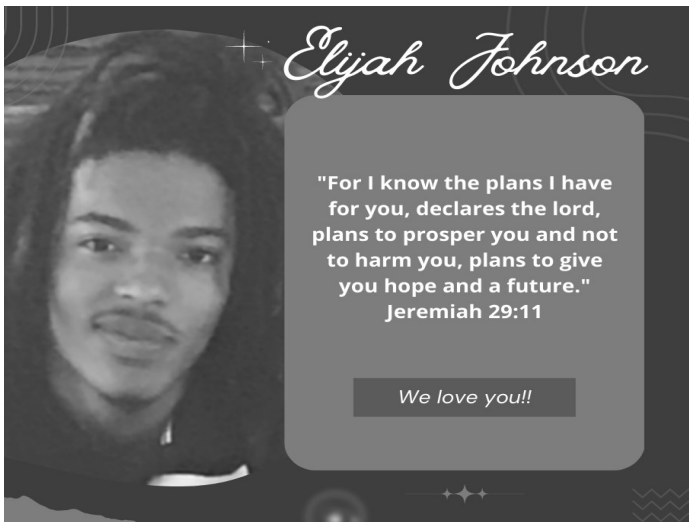 Elijah Johnson
"For I know the plans I have
for you, declares the lord,
plans to prosper you and not
to harm you, plans to give
you hope and a future."
Jeremiah 29:11
We love you!!